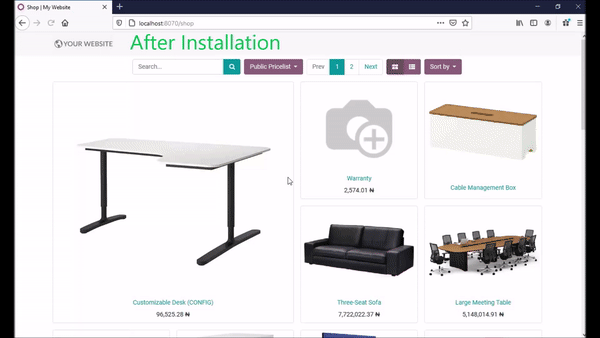 Shop | My Website
localhost:8070/shop
YOUR WEBSITE
After Installation
Search...
Public Pricelist
Prev
1
2
Next
Sort by
Warranty
2,574.01 ₦
Cable Management Box
Customizable Desk (CONFIG)
96,525.28 ₦
Three-Seat Sofa
7,722,022.37 ₦
Large Meeting Table
5,148,014.91 ₦